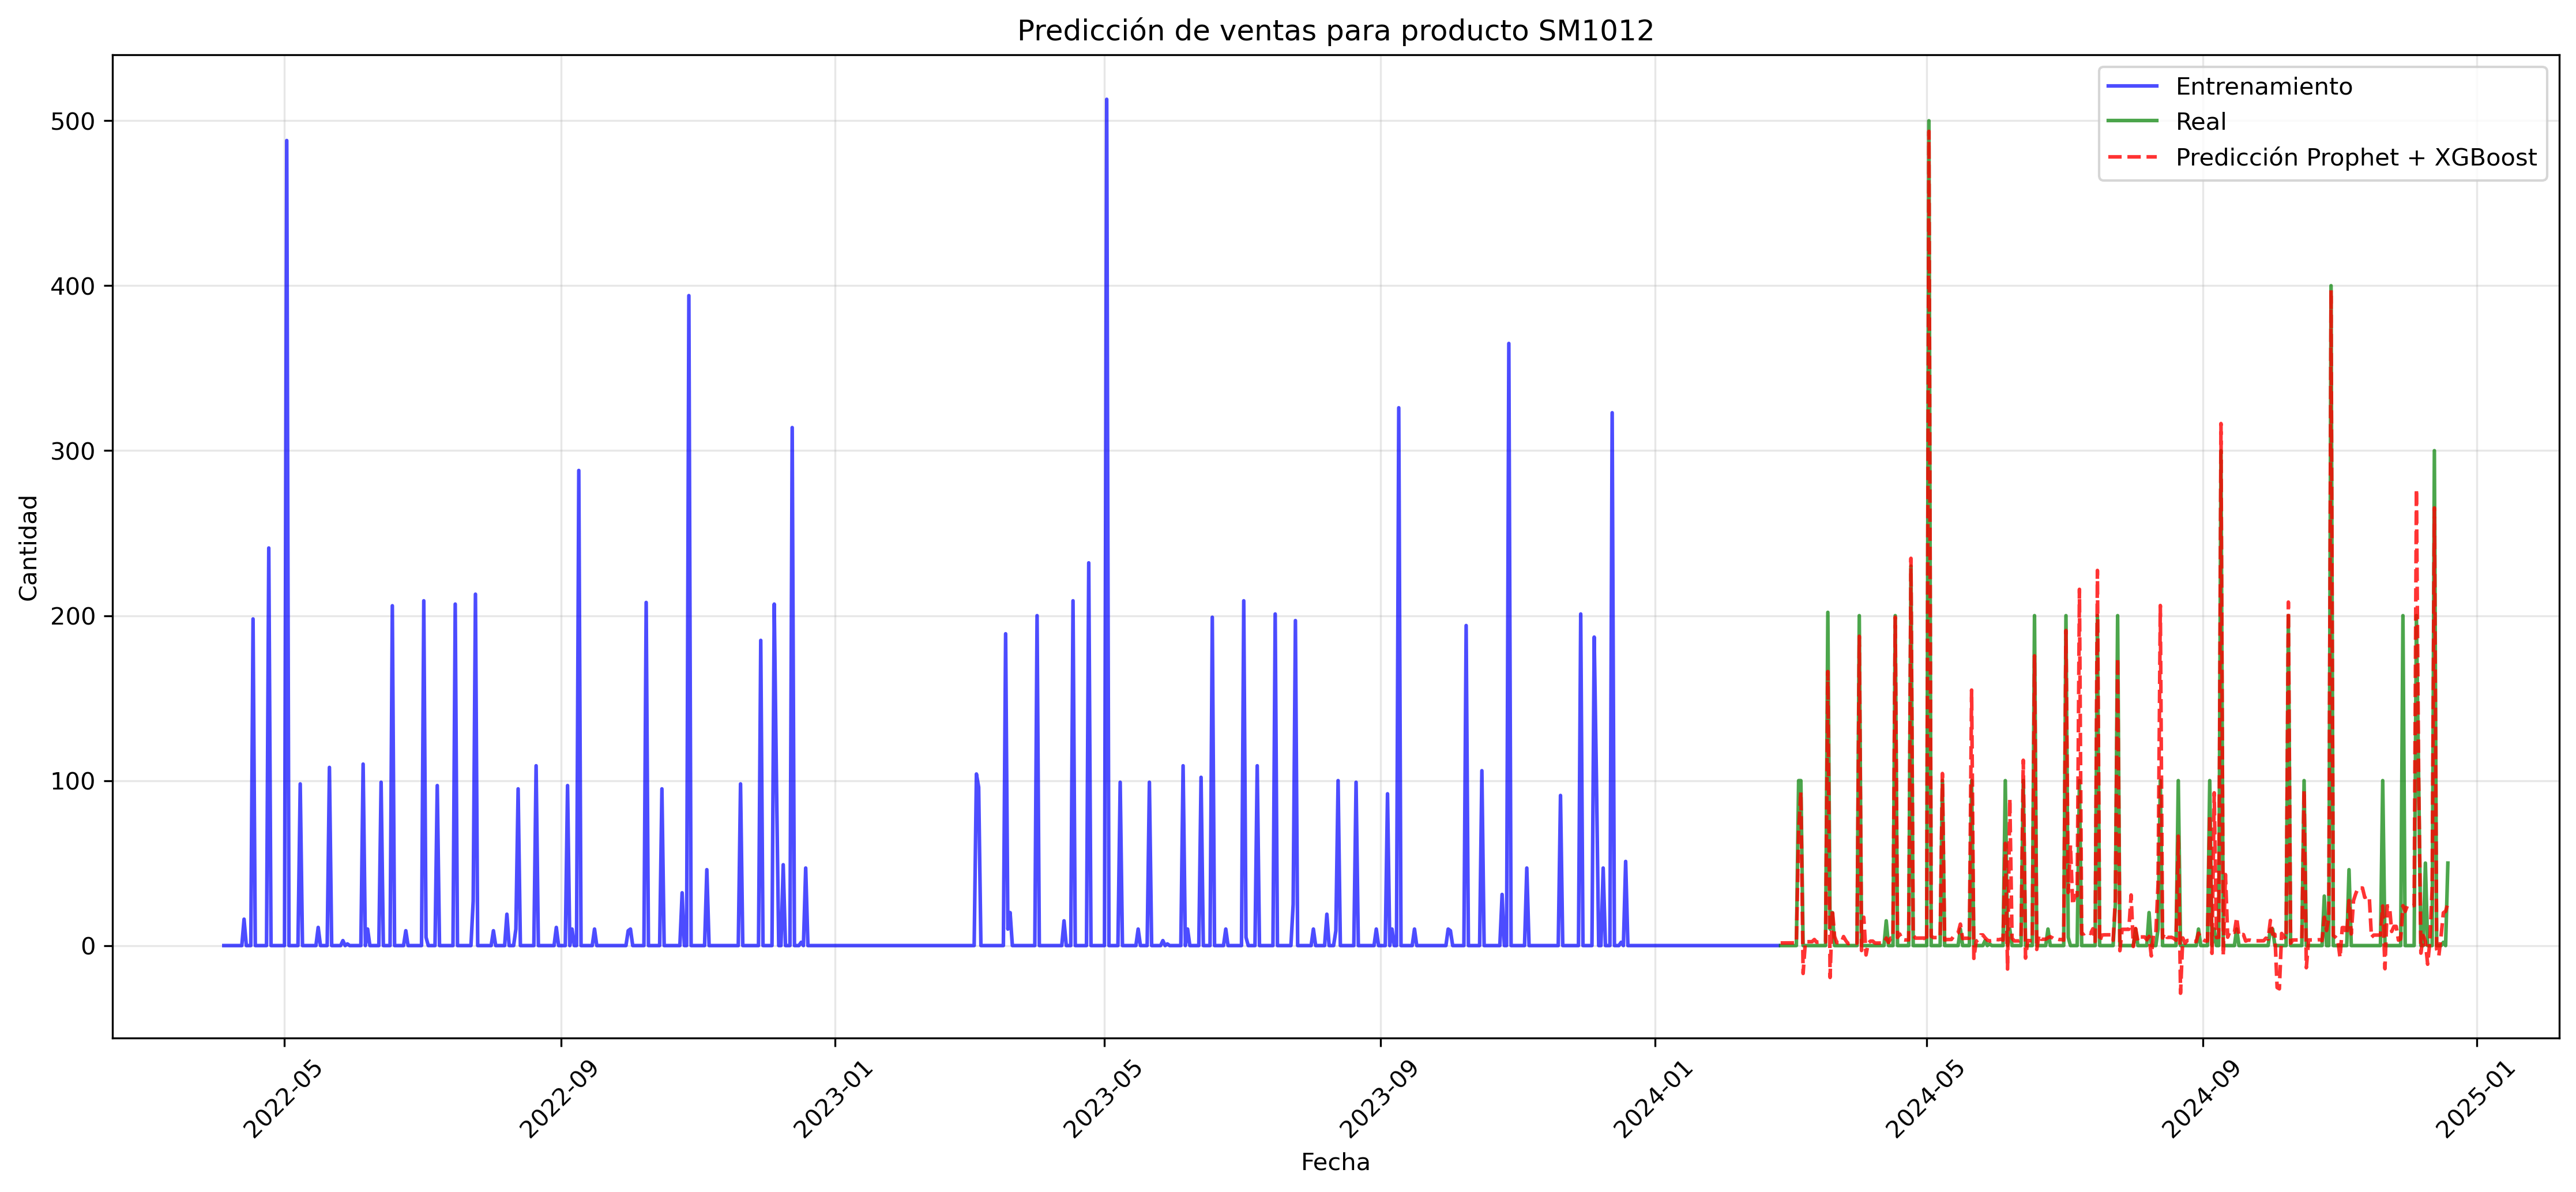 Predicción de ventas para producto SM1012
Entrenamiento
Real
Predicción Prophet + XGBoost
500
400
300
200
100
0
Cantidad
2022-05
2022-09
2023-01
2023-05
2023-09
2024-01
2024-05
2024-09
2025-01
Fecha